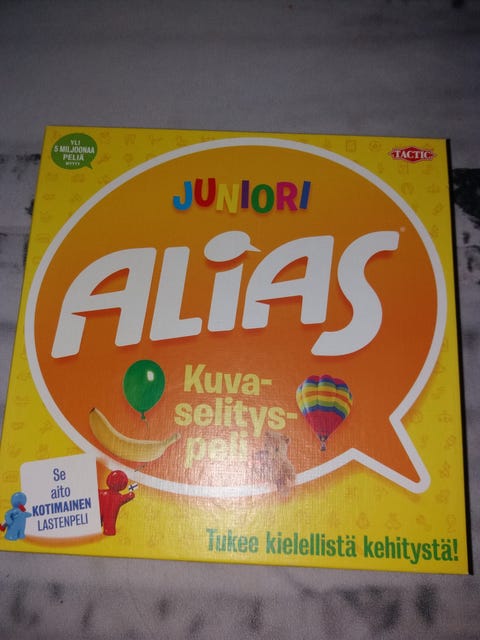 YLI
5 MILJOONAA
PELIÄ
MYYTY
TACTIC
JUNIORI
ALIAS
Kuva-
selitys-
peli
Se
aito
KOTIMAINEN
LASTENPELI
Tukee kielellistä kehitystä!